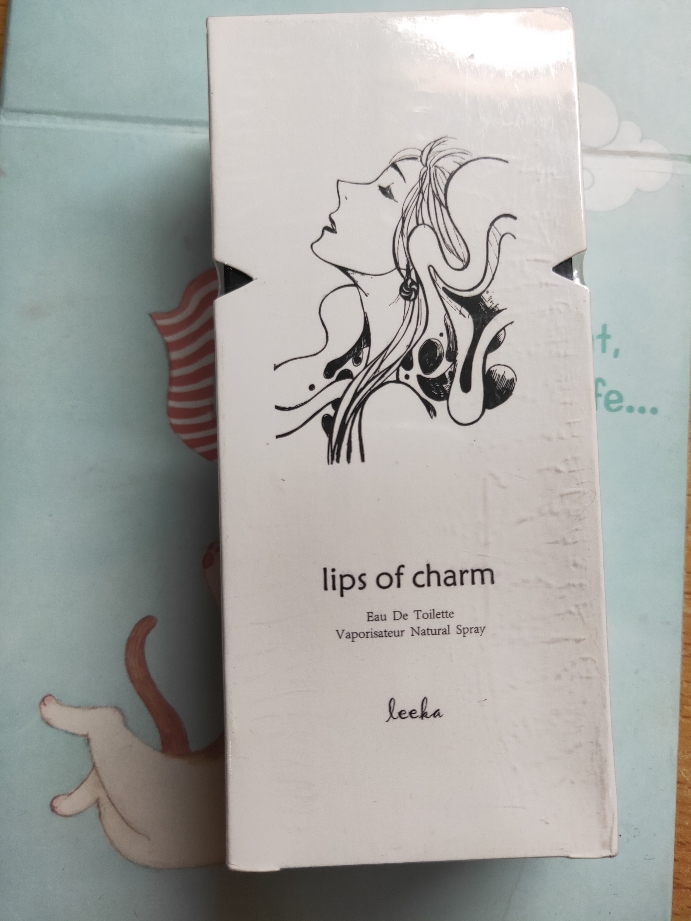 lips of charm
Eau De Toilette
Vaporisateur Natural Spray
leeka